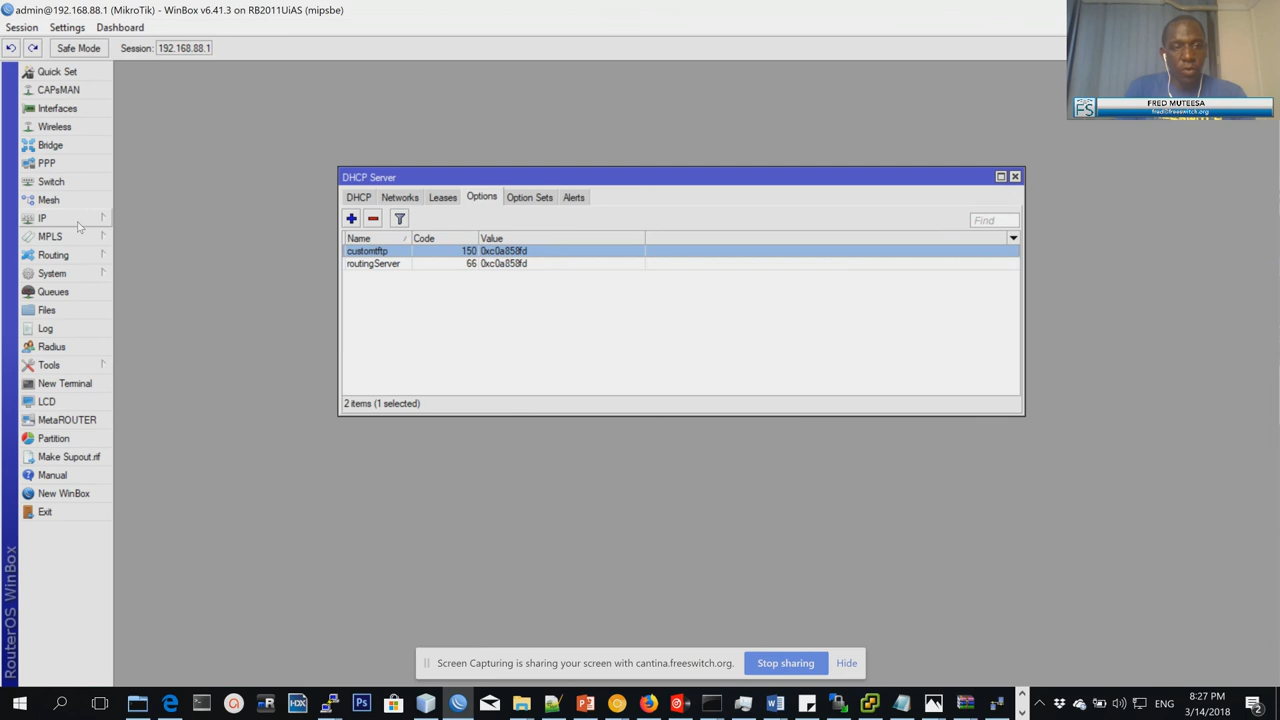 admin@192.168.88.1 (MikroTik) - WinBox v6.41.3 on RB2011UiAS (mipsbe)
Session Settings Dashboard
Safe Mode Session: 192.168.88.1
Quick Set
CAPsMAN
Interfaces
Wireless
Bridge
PPP
Switch
Mesh
IP
MPLS
Routing
System
Queues
Files
Log
Radius
Tools
New Terminal
LCD
MetaROUTER
Partition
Make Supout.rif
Manual
New WinBox
Exit
RouterOS WinBox
DHCP Server
DHCP Networks Leases Options Option Sets Alerts
Find
Name Code Value
customtftp 150 0xc0a858fd
routingServer 66 0xc0a858fd
2 items (1 selected)
FS
FRED MUTEESA
fred@freeswitch.org
Screen Capturing is sharing your screen with cantina.freeswitch.org. Stop sharing Hide
ENG
8:27 PM
3/14/2018
2